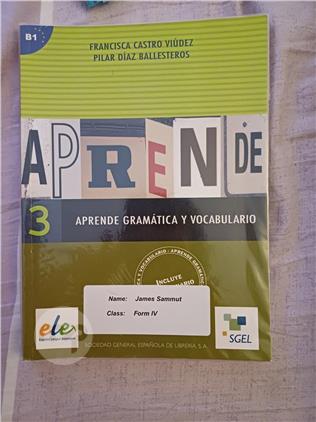 B1
FRANCISCA CASTRO VIÚDEZ
PILAR DÍAZ BALLESTEROS
APRENDE
3
APRENDE GRAMÁTICA Y VOCABULARIO
INCLUYE
Name: James Sammut
Class: Form IV
ele
SGEL
SOCIEDAD GENERAL ESPAÑOLA DE LIBRERÍA, S.A.